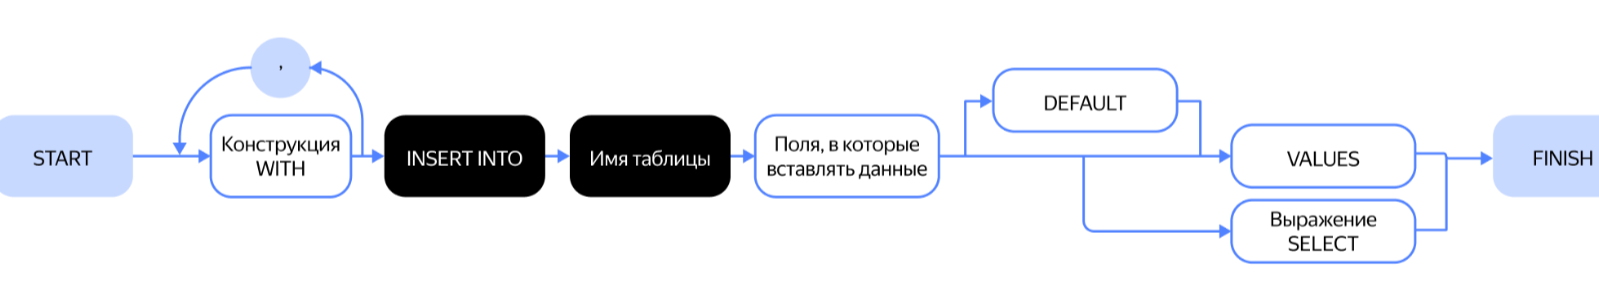 ,
START
Конструкция
WITH
INSERT INTO
Имя таблицы
Поля, в которые
вставлять данные
DEFAULT
VALUES
Выражение
SELECT
FINISH